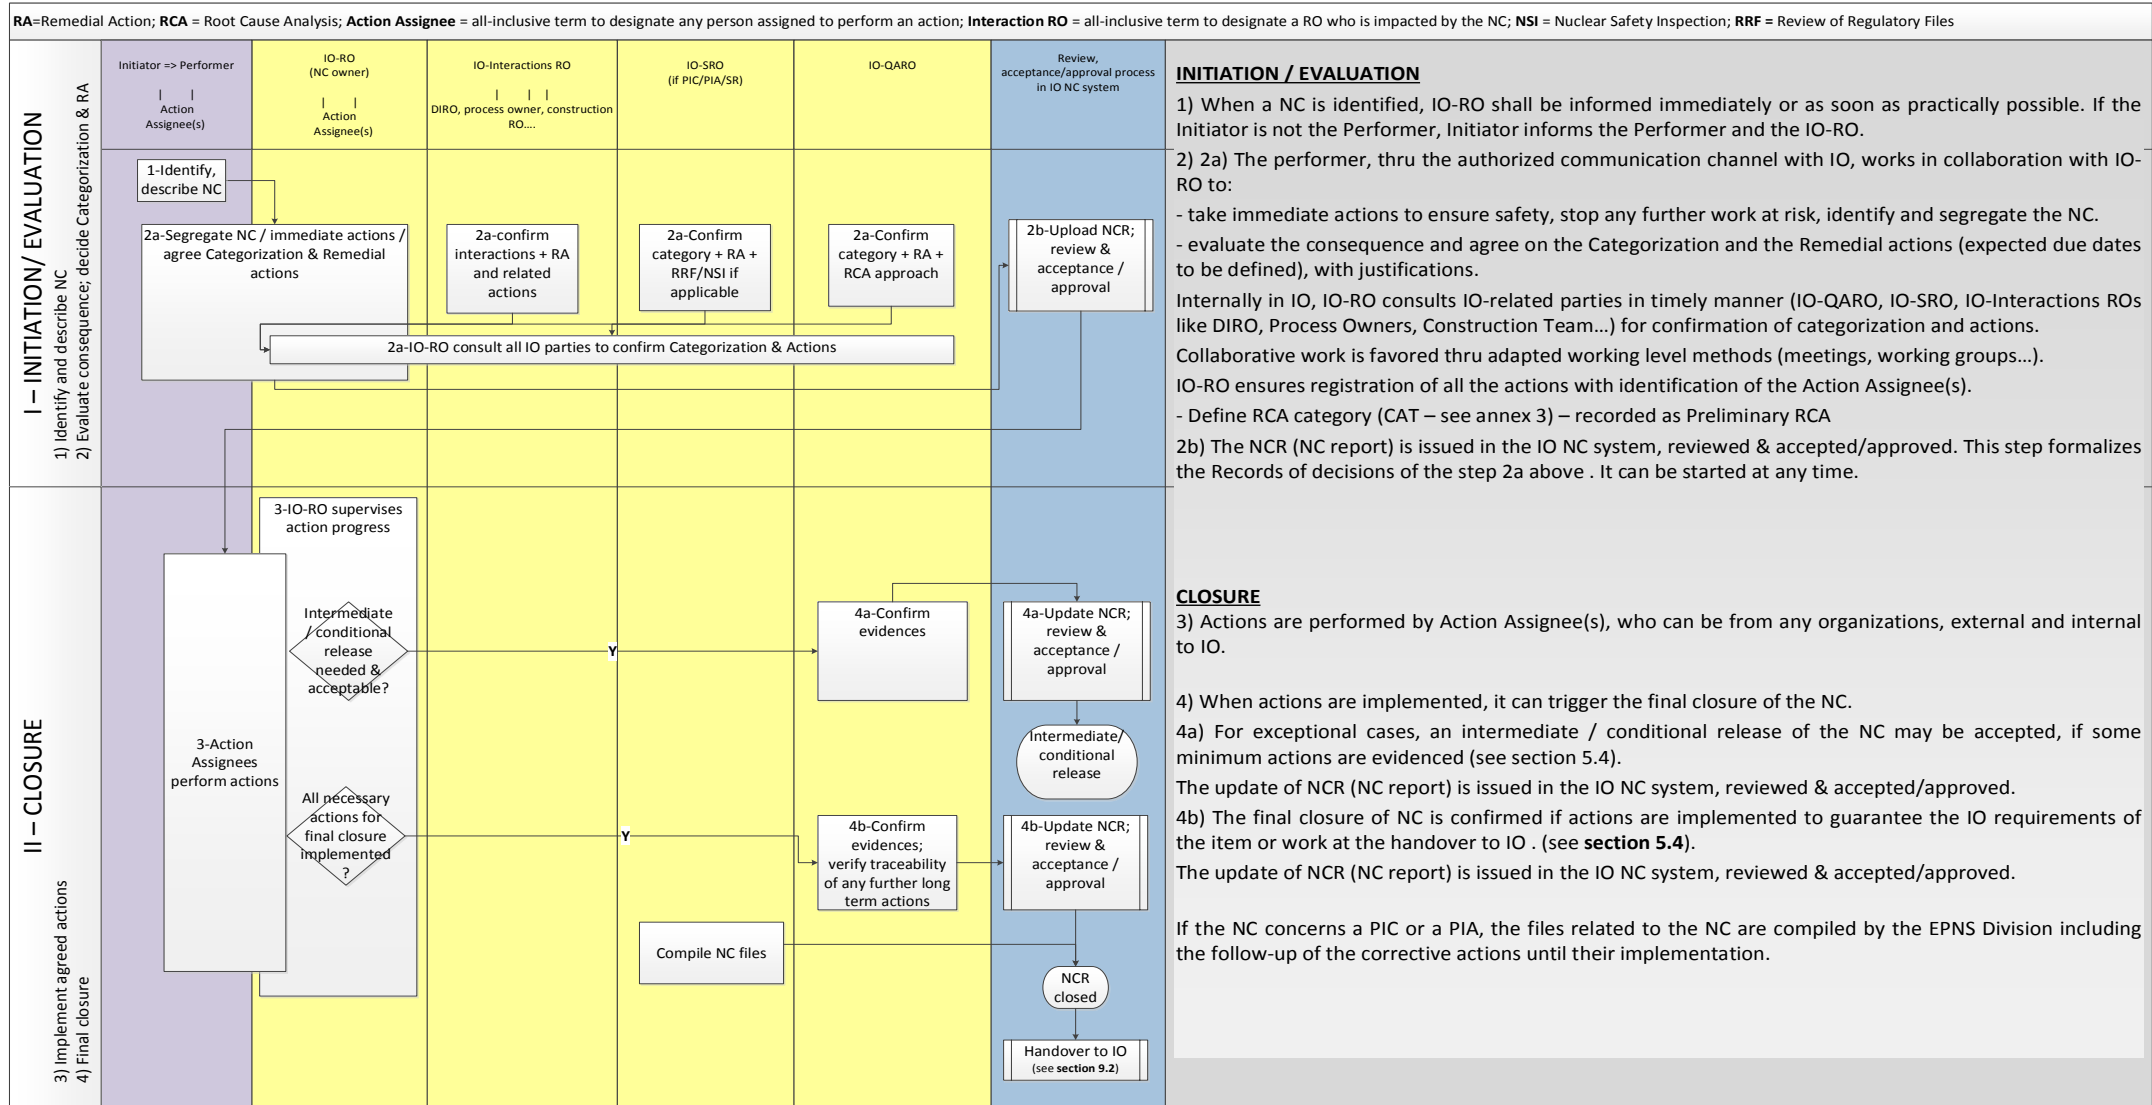 RA=Remedial Action; RCA = Root Cause Analysis; Action Assignee = all-inclusive term to designate any person assigned to perform an action; Interaction RO = all-inclusive term to designate a RO who is impacted by the NC; NSI = Nuclear Safety Inspection; RRF = Review of Regulatory Files
I – INITIATION/ EVALUATION
1) Identify and describe NC
2) Evaluate consequence; decide Categorization & RA
Initiator => Performer
| |
Action
Assignee(s)
IO-RO
(NC owner)
| |
Action
Assignee(s)
IO-Interactions RO
| | |
DIRO, process owner, construction
RO....
IO-SRO
(if PIC/PIA/SR)
IO-QARO
Review,
acceptance/approval process
in IO NC system
1-Identify,
describe NC
2a-Segregate NC / immediate actions /
agree Categorization & Remedial
actions
2a-confirm
interactions + RA
and related
actions
2a-Confirm
category + RA +
RRF/NSI if
applicable
2a-Confirm
category + RA +
RCA approach
2b-Upload NCR;
review &
acceptance /
approval
2a-IO-RO consult all IO parties to confirm Categorization & Actions
INITIATION / EVALUATION
1) When a NC is identified, IO-RO shall be informed immediately or as soon as practically possible. If the
Initiator is not the Performer, Initiator informs the Performer and the IO-RO.
2) 2a) The performer, thru the authorized communication channel with IO, works in collaboration with IO-
RO to:
- take immediate actions to ensure safety, stop any further work at risk, identify and segregate the NC.
- evaluate the consequence and agree on the Categorization and the Remedial actions (expected due dates
to be defined), with justifications.
Internally in IO, IO-RO consults IO-related parties in timely manner (IO-QARO, IO-SRO, IO-Interactions ROs
like DIRO, Process Owners, Construction Team…) for confirmation of categorization and actions.
Collaborative work is favored thru adapted working level methods (meetings, working groups…).
IO-RO ensures registration of all the actions with identification of the Action Assignee(s).
- Define RCA category (CAT – see annex 3) – recorded as Preliminary RCA
2b) The NCR (NC report) is issued in the IO NC system, reviewed & accepted/approved. This step formalizes
the Records of decisions of the step 2a above . It can be started at any time.
II – CLOSURE
3) Implement agreed actions
4) Final closure
3-IO-RO supervises
action progress
3-Action
Assignees
perform actions
Intermediate
/ conditional
release
needed &
acceptable?
Y
4a-Confirm
evidences
4a-Update NCR;
review &
acceptance /
approval
Intermediate/
conditional
release
All necessary
actions for
final closure
implemented
?
Y
4b-Confirm
evidences;
verify traceability
of any further long
term actions
4b-Update NCR;
review &
acceptance /
approval
Compile NC files
NCR
closed
Handover to IO
(see section 9.2)
CLOSURE
3) Actions are performed by Action Assignee(s), who can be from any organizations, external and internal
to IO.
4) When actions are implemented, it can trigger the final closure of the NC.
4a) For exceptional cases, an intermediate / conditional release of the NC may be accepted, if some
minimum actions are evidenced (see section 5.4).
The update of NCR (NC report) is issued in the IO NC system, reviewed & accepted/approved.
4b) The final closure of NC is confirmed if actions are implemented to guarantee the IO requirements of
the item or work at the handover to IO . (see section 5.4).
The update of NCR (NC report) is issued in the IO NC system, reviewed & accepted/approved.
If the NC concerns a PIC or a PIA, the files related to the NC are compiled by the EPNS Division including
the follow-up of the corrective actions until their implementation.